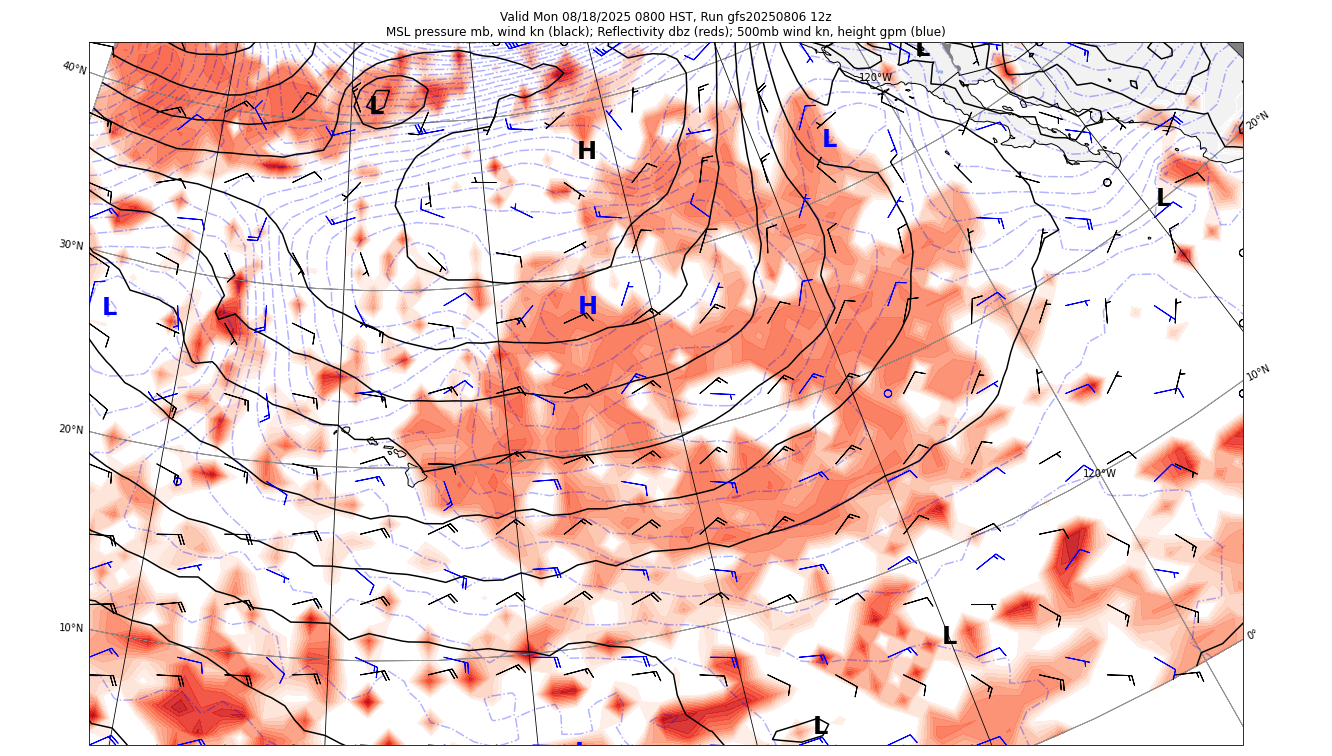 Valid Mon 08/18/2025 0800 HST, Run gfs20250806 12z
MSL pressure mb, wind kn (black); Reflectivity dbz (reds); 500mb wind kn, height gpm (blue)
L
40°N
120°W
L
20°N
L
H
L
30°N
L
H
10°N
20°N
120°W
10°N
L
0°
L
L